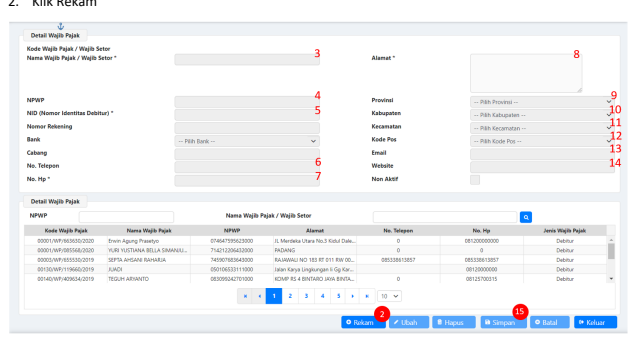 2. Klik Rekam
Detail Wajib Pajak
Kode Wajib Pajak / Wajib Setor
Nama Wajib Pajak / Wajib Setor *
3
Alamat *
8
NPWP
4
Provinsi
-- Pilih Provinsi --
9
NID (Nomor Identitas Debitur) *
5
Kabupaten
-- Pilih Kabupaten --
10
Nomor Rekening
Kecamatan
-- Pilih Kecamatan --
11
Bank
-- Pilih Bank --
Kode Pos
-- Pilih Kode Pos --
12
Cabang
Email
13
No. Telepon
6
Website
14
No. Hp *
7
Non Aktif
Detail Wajib Pajak
NPWP
Nama Wajib Pajak / Wajib Setor
Kode Wajib Pajak Nama Wajib Pajak NPWP Alamat No. Telepon No. Hp Jenis Wajib Pajak
00001/WP/663630/2020 Erwin Agung Prasetyo 074647595623000 JL Merdeka Utara No.3 Kidul Dale... 0 081200000000 Debitur
00001/WP/085568/2020 YURI YUSTIANA BELLA SIMANJU... 714212206432000 PADANG 0 0 Debitur
00003/WP/655530/2019 SEPTA AHSANI RAHARJA 745907683643000 RAJAWALI NO 183 RT 011 RW 00... 085338613857 085338613857 Debitur
00130/WP/119660/2019 JUADI 050106533111000 Jalan Karya Lingkungan Ii Gg Kar... 08120000000 Debitur
00140/WP/409634/2019 TEGUH ARYANTO 083099242701000 KOMP RS 4 BINTARO JAYA BINTA... 0 08125700315 Debitur
« ‹ 1 2 3 4 5 › » 10
2
15
Rekam Ubah Hapus Simpan Batal Keluar